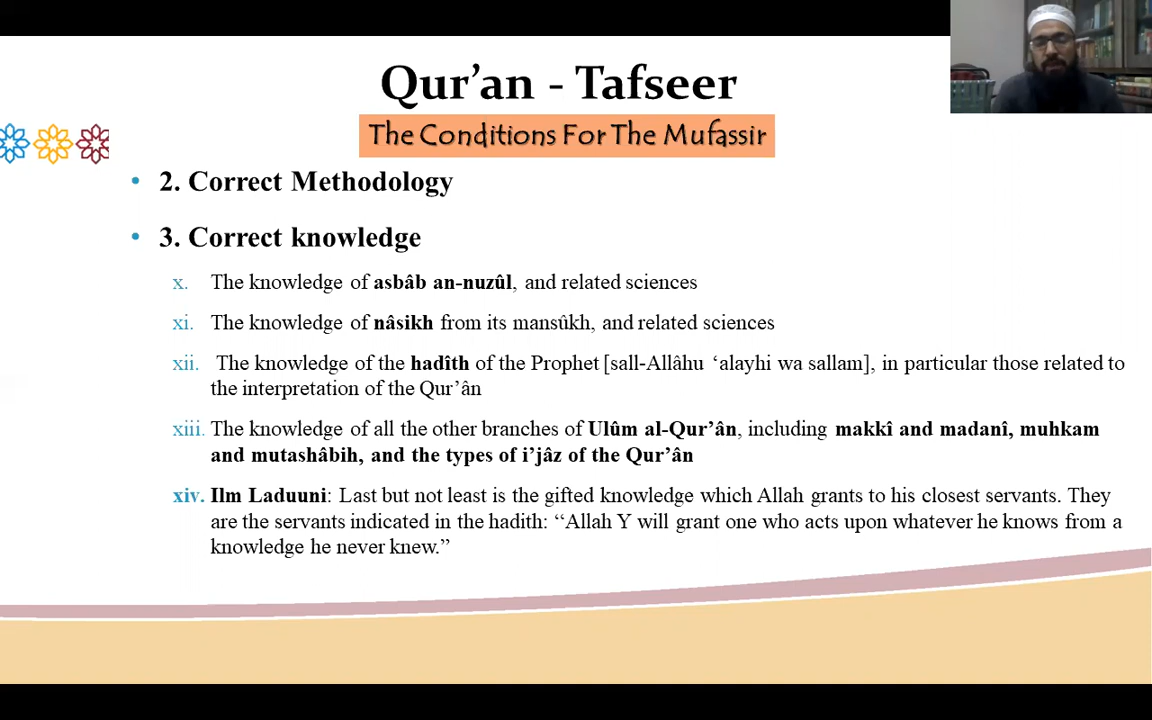 Qur’an - Tafseer
The Conditions For The Mufassir
• 2. Correct Methodology
• 3. Correct knowledge
x. The knowledge of asbâb an-nuzûl, and related sciences
xi. The knowledge of nâsikh from its mansûkh, and related sciences
xii. The knowledge of the hadîth of the Prophet [sall-Allâhu ‘alayhi wa sallam], in particular those related to
the interpretation of the Qur’ân
xiii. The knowledge of all the other branches of Ulûm al-Qur’ân, including makkî and madanî, muhkam
and mutashâbih, and the types of i’jâz of the Qur’ân
xiv. Ilm Laduuni: Last but not least is the gifted knowledge which Allah grants to his closest servants. They
are the servants indicated in the hadith: “Allah Y will grant one who acts upon whatever he knows from a
knowledge he never knew.”